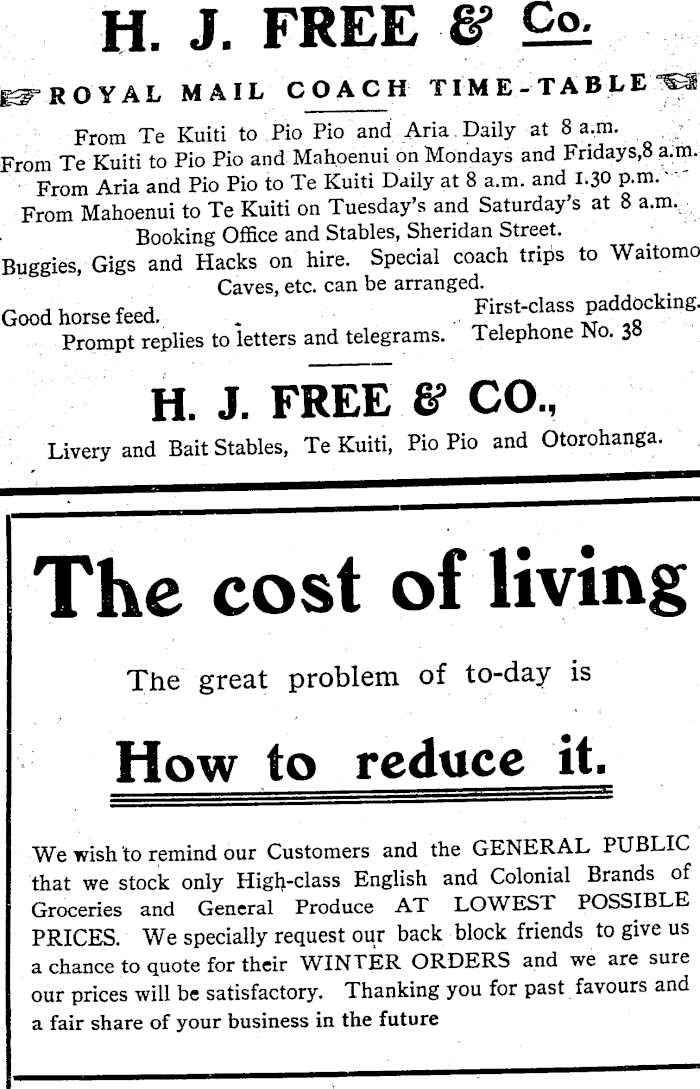 H. J. FREE & Co.
ROYAL MAIL COACH TIME-TABLE
From Te Kuiti to Pio Pio and Aria Daily at 8 a.m.
From Te Kuiti to Pio Pio and Mahoenui on Mondays and Fridays, 8 a.m.
From Aria and Pio Pio to Te Kuiti Daily at 8 a.m. and 1.30 p.m.
From Mahoenui to Te Kuiti on Tuesday's and Saturday's at 8 a.m.
Booking Office and Stables, Sheridan Street.
Buggies, Gigs and Hacks on hire. Special coach trips to Waitomo
Caves, etc. can be arranged.
Good horse feed. First-class paddocking.
Prompt replies to letters and telegrams. Telephone No. 38
H. J. FREE & CO.,
Livery and Bait Stables, Te Kuiti, Pio Pio and Otorohanga.
The cost of living
The great problem of to-day is
How to reduce it.
We wish to remind our Customers and the GENERAL PUBLIC
that we stock only High-class English and Colonial Brands of
Groceries and General Produce AT LOWEST POSSIBLE
PRICES. We specially request our back block friends to give us
a chance to quote for their WINTER ORDERS and we are sure
our prices will be satisfactory. Thanking you for past favours and
a fair share of your business in the future